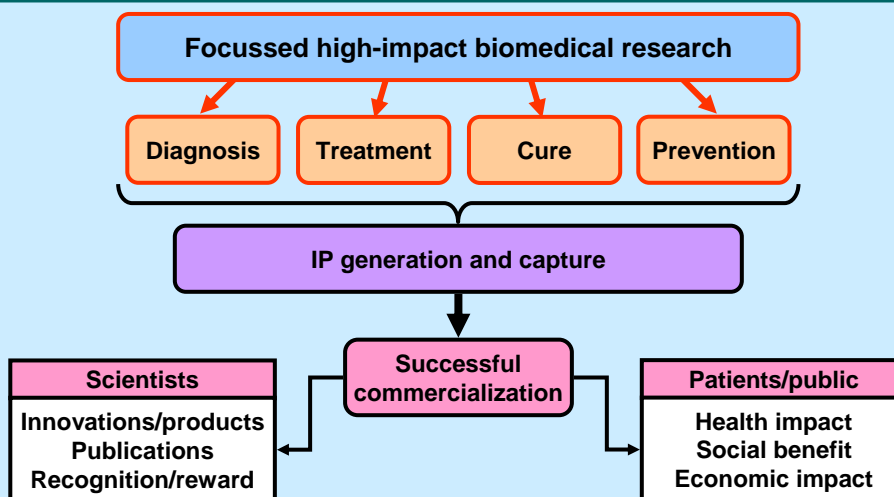 Focussed high-impact biomedical research
Diagnosis
Treatment
Cure
Prevention
IP generation and capture
Successful
commercialization
Scientists
Innovations/products
Publications
Recognition/reward
Patients/public
Health impact
Social benefit
Economic impact